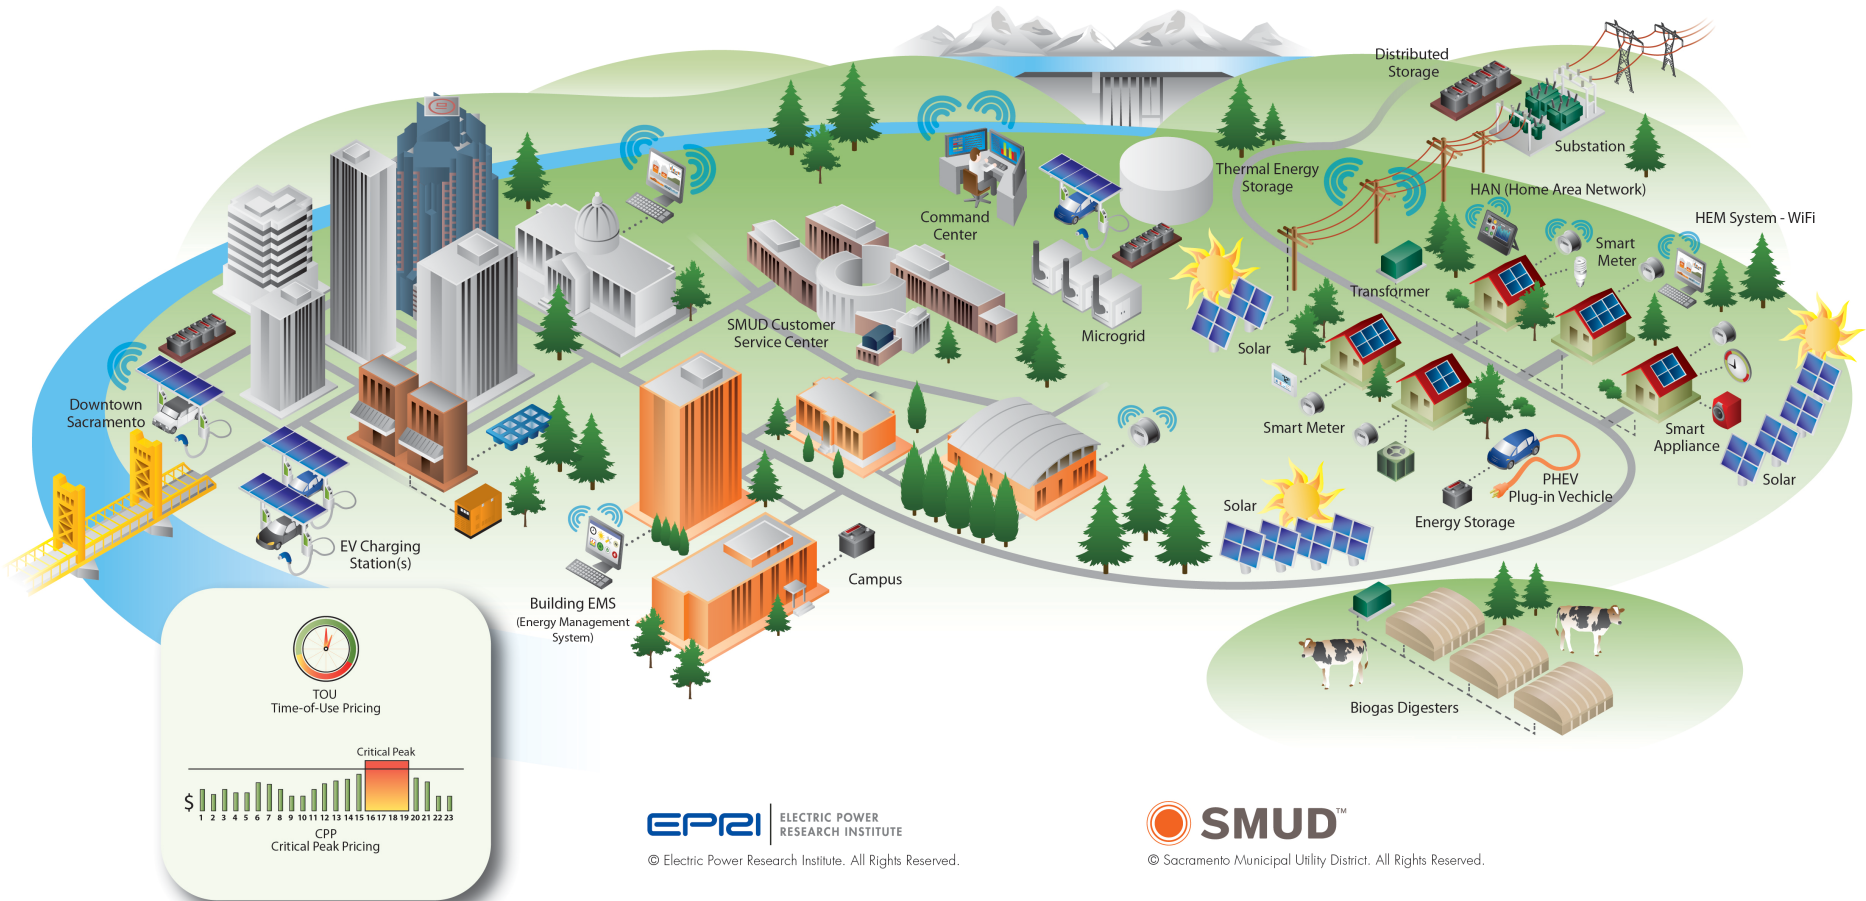 Distributed
Storage
Substation
Thermal Energy
Storage
HAN (Home Area Network)
HEM System - WiFi
Command
Center
Smart
Meter
Transformer
SMUD Customer
Service Center
Microgrid
Solar
Downtown
Sacramento
Smart Meter
Smart
Appliance
Solar
PHEV
Plug-in Vechicle
Energy Storage
Solar
EV Charging
Station(s)
Campus
Building EMS
(Energy Management
System)
Biogas Digesters
TOU
Time-of-Use Pricing
Critical Peak
$
1 2 3 4 5 6 7 8 9 10 11 12 13 14 15 16 17 18 19 20 21 22 23
CPP
Critical Peak Pricing
EPRI
ELECTRIC POWER
RESEARCH INSTITUTE
© Electric Power Research Institute. All Rights Reserved.
SMUD™
© Sacramento Municipal Utility District. All Rights Reserved.